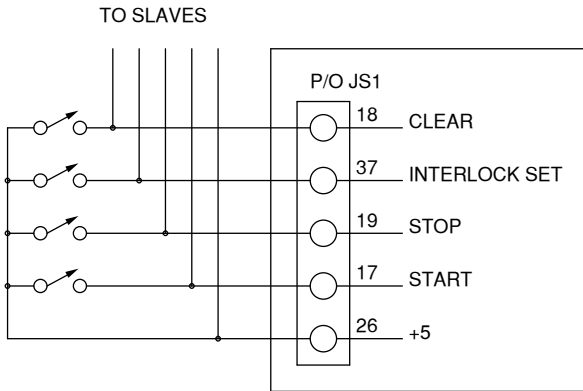 TO SLAVES
P/O JS1
18 CLEAR
37 INTERLOCK SET
19 STOP
17 START
26 +5